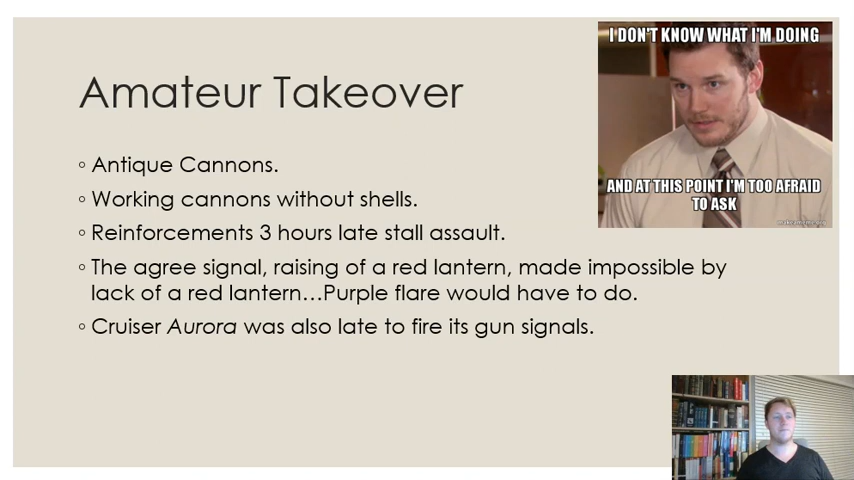 I DON'T KNOW WHAT I'M DOING
Amateur Takeover
Antique Cannons.
Working cannons without shells.
AND AT THIS POINT I'M TOO AFRAID
TO ASK
Reinforcements 3 hours late stall assault.
The agree signal, raising of a red lantern, made impossible by
lack of a red lantern...Purple flare would have to do.
Cruiser Aurora was also late to fire its gun signals.